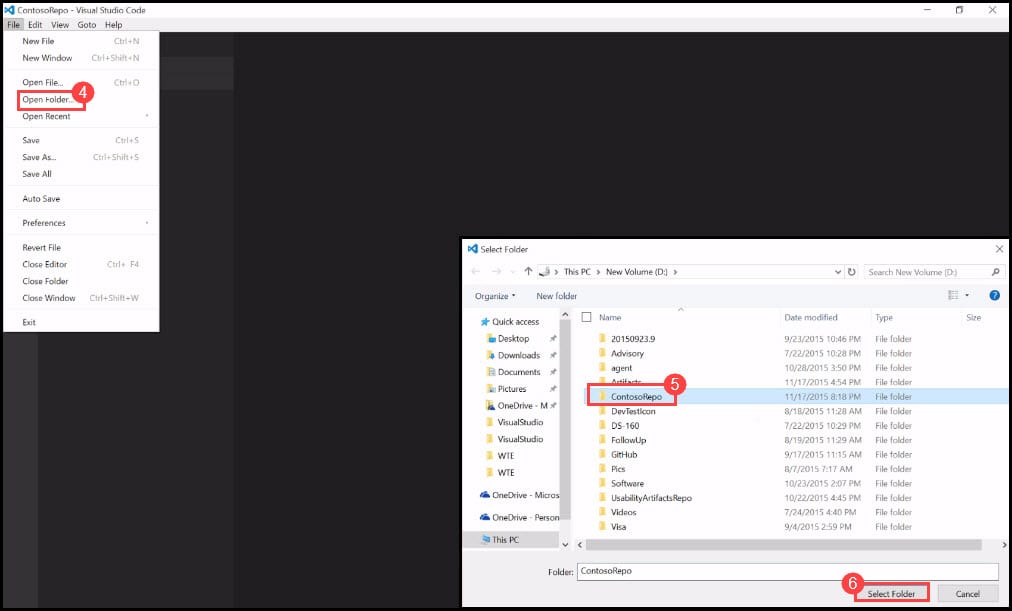 ContosoRepo - Visual Studio Code
File Edit View Goto Help
New File Ctrl+N
New Window Ctrl+Shift+N
Open File... Ctrl+O
Open Folder... 4
Open Recent
Save Ctrl+S
Save As... Ctrl+Shift+S
Save All
Auto Save
Preferences
Revert File
Close Editor Ctrl+ F4
Close Folder
Close Window Ctrl+Shift+W
Exit
Select Folder
This PC > New Volume (D:) >
Search New Volume (D:)
Organize
New folder
?
Quick access
Desktop
Downloads
Documents
Pictures
OneDrive - M
VisualStudio
VisualStudio
WTE
WTE
OneDrive - Micros
OneDrive - Person
This PC
Name Date modified Type Size
20150923.9 9/23/2015 10:46 PM File folder
Advisory 7/22/2015 10:28 PM File folder
agent 10/28/2015 3:50 PM File folder
Artifacts 11/17/2015 4:54 PM File folder
5
ContosoRepo 11/17/2015 8:18 PM File folder
DevTestIcon 8/18/2015 11:28 AM File folder
DS-160 7/22/2015 10:29 PM File folder
FollowUp 8/19/2015 11:29 AM File folder
GitHub 9/17/2015 11:15 AM File folder
Pics 8/7/2015 7:17 AM File folder
Software 10/23/2015 2:07 PM File folder
UsabilityArtifactsRepo 10/22/2015 4:45 PM File folder
Videos 7/24/2015 4:40 PM File folder
Visa 9/4/2015 2:59 PM File folder
Folder: ContosoRepo
6
Select Folder Cancel